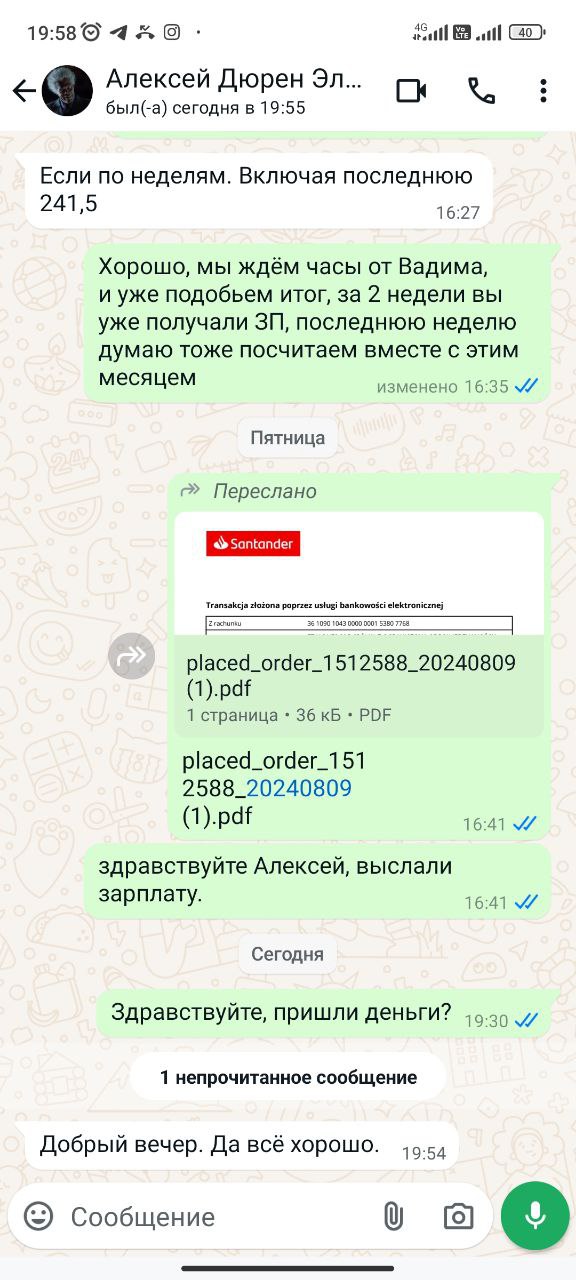 19:58
4G
Vo
LTE
40
Алексей Дюрен Эл...
был(-а) сегодня в 19:55
Если по неделям. Включая последнюю
241,5
16:27
Хорошо, мы ждём часы от Вадима,
и уже подобьем итог, за 2 недели вы
уже получали ЗП, последнюю неделю
думаю тоже посчитаем вместе с этим
месяцем
изменено 16:35
Пятница
Переслано
Santander
Transakcja złożona poprzez usługi bankowości elektronicznej
Z rachunku 36 1090 1043 0000 0001 5380 7768
placed_order_1512588_20240809
(1).pdf
1 страница • 36 кБ • PDF
placed_order_151
2588_20240809
(1).pdf
16:41
здравствуйте Алексей, выслали
зарплату.
16:41
Сегодня
Здравствуйте, пришли деньги?
19:30
1 непрочитанное сообщение
Добрый вечер. Да всё хорошо.
19:54
Сообщение